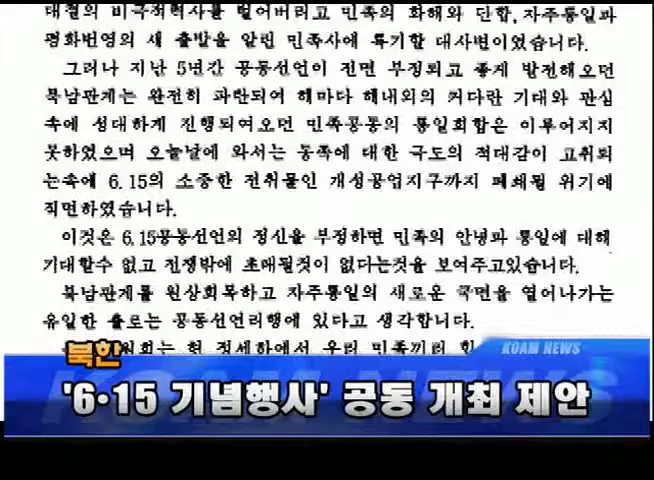 대결의 비극적력사를 털어버리고 민족의 화해와 단합, 자주통일과
평화번영의 새 출발을 알린 민족사에 특기할 대사변이였습니다.
그러나 지난 5년간 공동선언이 전면 부정되고 좋게 발전해오던
북남관계는 완전히 파탄되여 해마다 해내외의 커다란 기대와 관심
속에 성대하게 진행되여오던 민족공동의 통일회합은 이루어지지
못하였으며 오늘날에 와서는 동족에 대한 극도의 적대감이 고취되
는속에 6.15의 소중한 전취물인 개성공업지구까지 폐쇄될 위기에
직면하였습니다.
이것은 6.15공동선언의 정신을 부정하면 민족의 안녕과 통일에 대해
기대할수 없고 전쟁밖에 초래될것이 없다는것을 보여주고있습니다.
북남관계를 원상회복하고 자주통일의 새로운 국면을 열어나가는
유일한 출로는 공동선언리행에 있다고 생각합니다.
현 정세하에서 우리 민족끼리
북한
KOAM NEWS
'6·15 기념행사' 공동 개최 제안